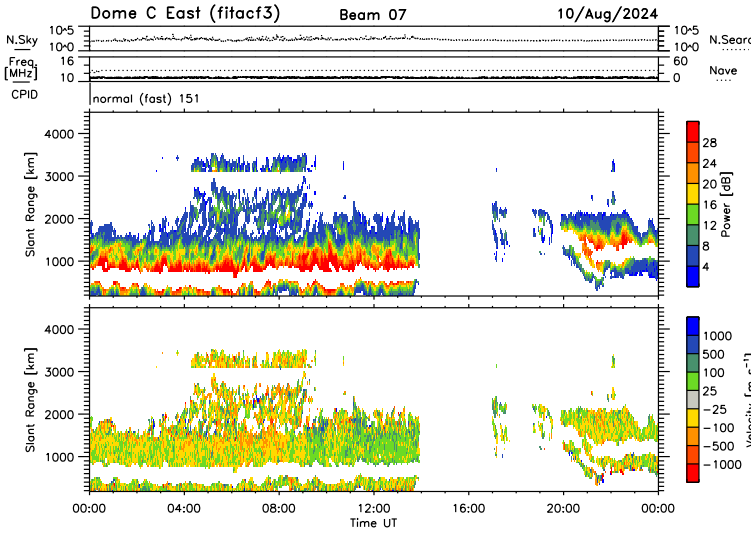 Dome C East (fitacf3) Beam 07 10/Aug/2024
N.Sky 10^5 10^0 10^5 10^0 N.Searc
Freq. [MHz] 16 10 60 0 Nave
CPID normal (fast) 151
Slant Range [km] 4000 3000 2000 1000
28 24 20 16 12 8 4 Power [dB]
Slant Range [km] 4000 3000 2000 1000
1000 500 100 25 -25 -100 -500 -1000 Velocity [m s^-1]
00:00 04:00 08:00 12:00 16:00 20:00 00:00
Time UT